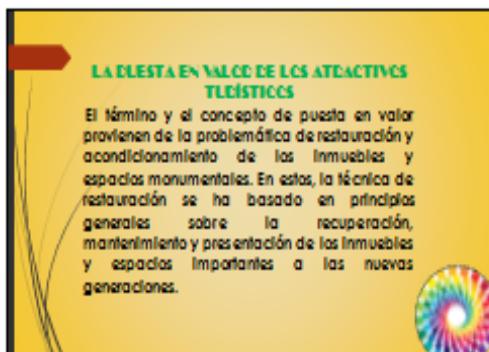 LA PUESTA EN VALOR DE LOS ATRACTIVOS
TURÍSTICOS
El término y el concepto de puesta en valor
provienen de la problemática de restauración y
acondicionamiento de los inmuebles y
espacios monumentales. En estos, la técnica de
restauración se ha basado en principios
generales sobre la recuperación,
mantenimiento y presentación de los inmuebles
y espacios importantes a las nuevas
generaciones.